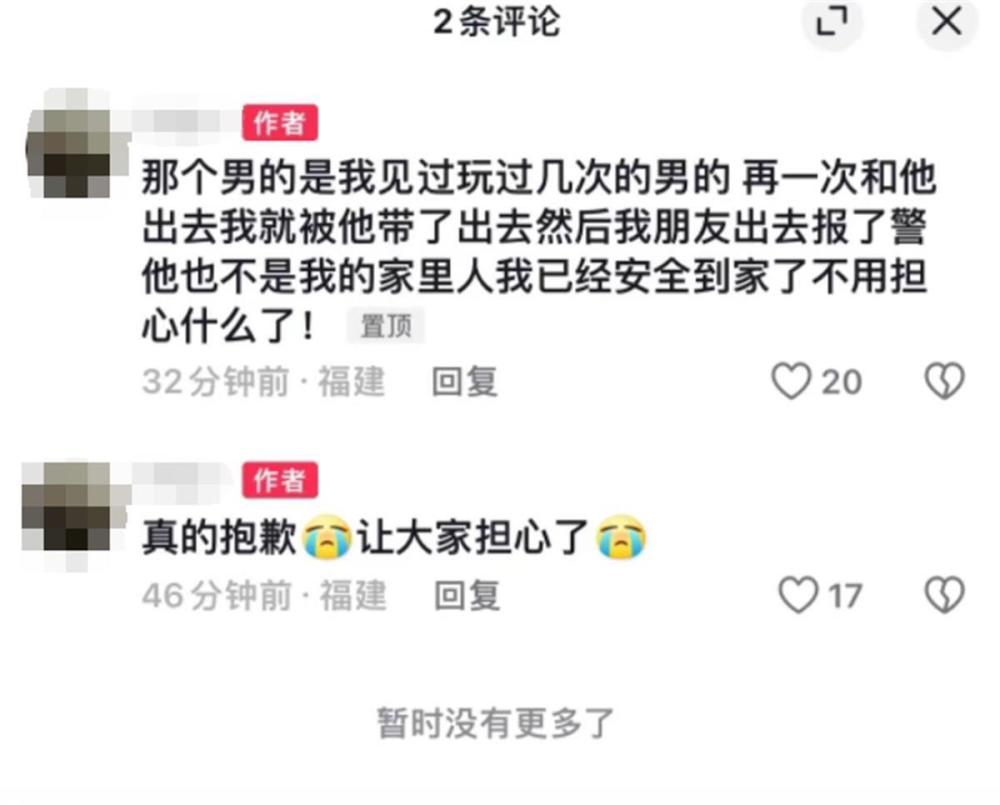 2条评论
作者
那个男的是我见过玩过几次的男的 再一次和他
出去我就被他带了出去然后我朋友出去报了警
他也不是我的家里人我已经安全到家了不用担
心什么了! 置顶
32分钟前 · 福建 回复 20
作者
真的抱歉😭让大家担心了😭
46分钟前 · 福建 回复 17
暂时没有更多了